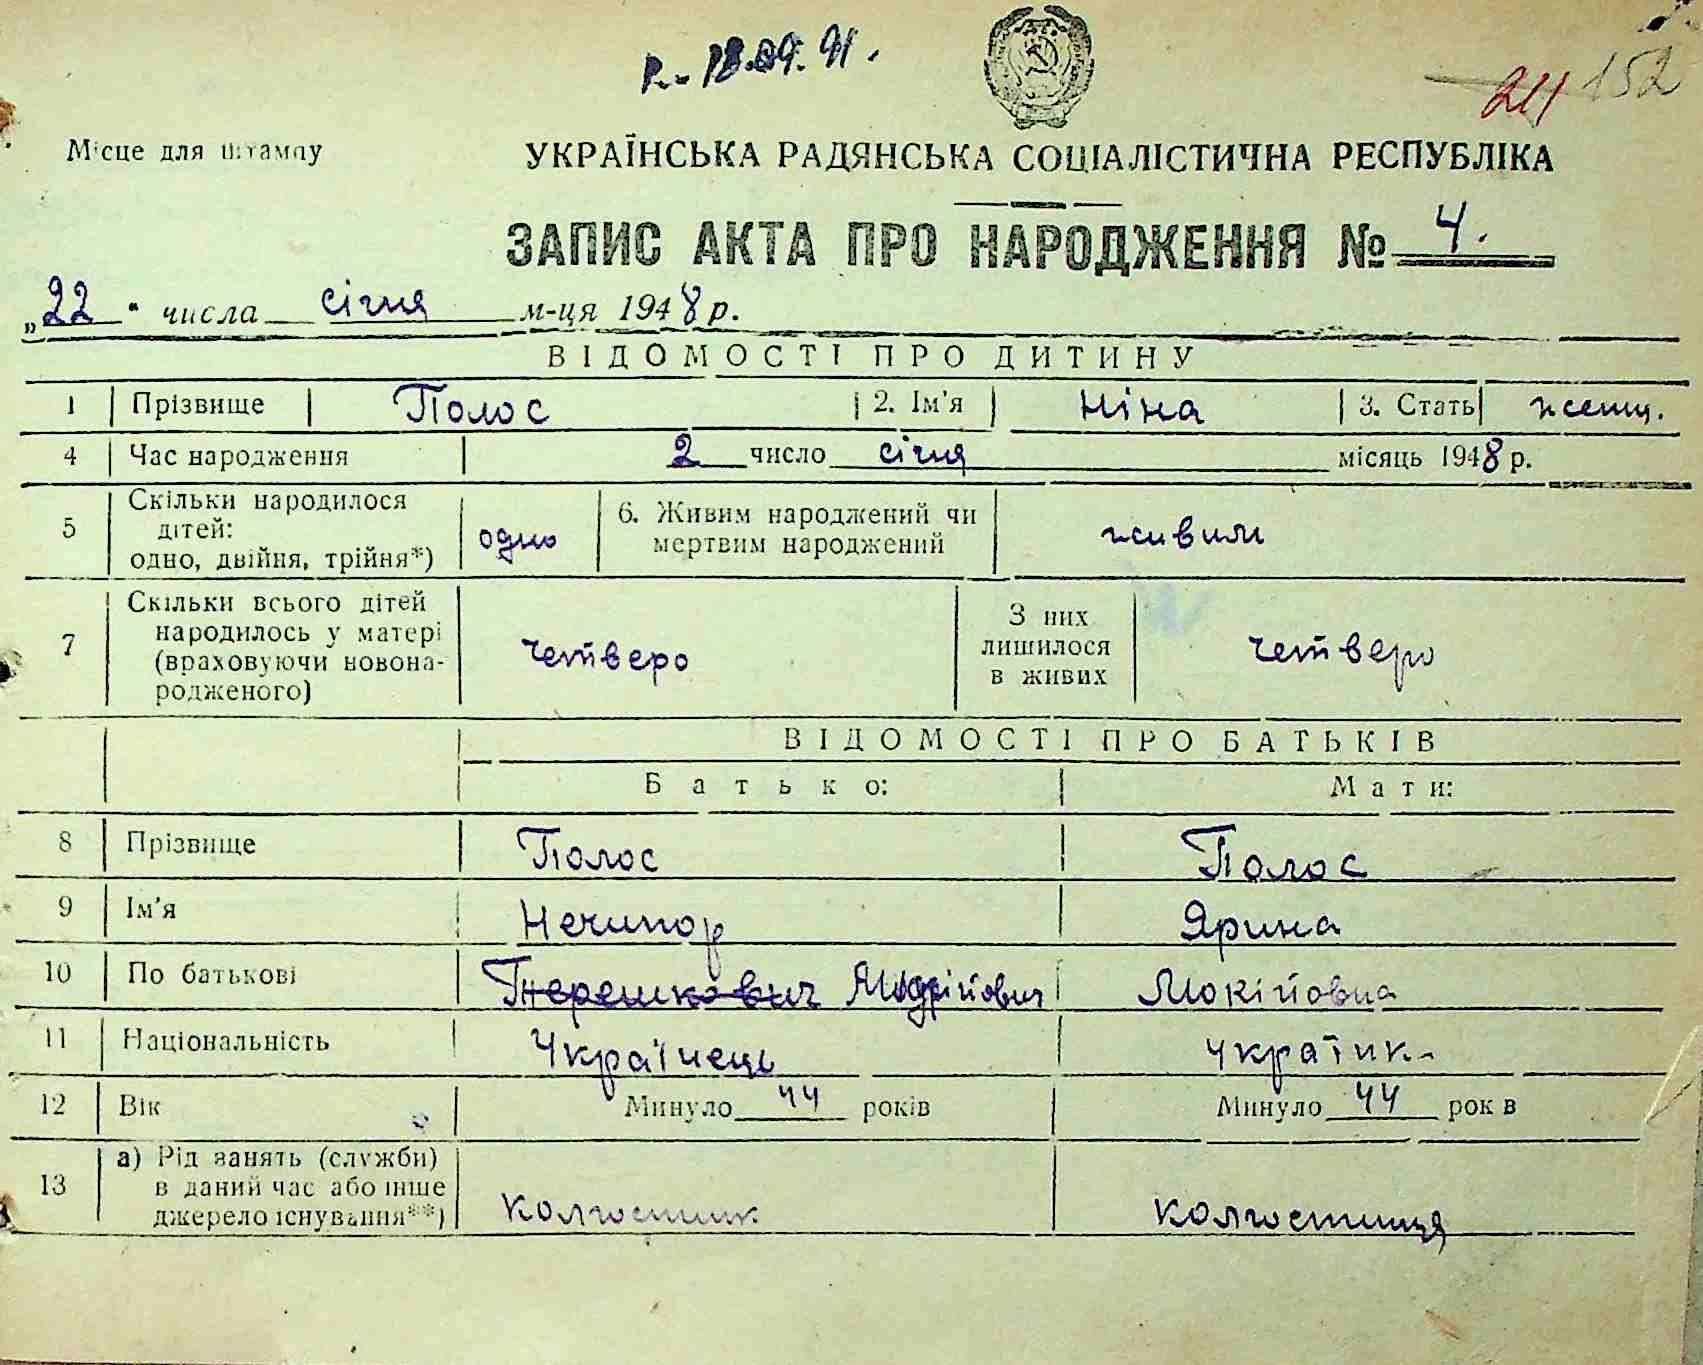 р.. 18.09.91.
241 152
Місце для штампу
УКРАЇНСЬКА РАДЯНСЬКА СОЦІАЛІСТИЧНА РЕСПУБЛІКА
ЗАПИС АКТА ПРО НАРОДЖЕННЯ № 4.
„22“ числа січня м-ця 1948 р.
ВІДОМОСТІ ПРО ДИТИНУ
1 Прізвище Полос 2. Ім'я Ніна 3. Стать женщ.
4 Час народження 2 число січня місяць 1948 р.
5 Скільки народилося дітей: одно, двійня, трійня*) одно 6. Живим народжений чи мертвим народжений живим
7 Скільки всього дітей народилось у матері (враховуючи новонародженого) четверо З них лишилося в живих четверо
ВІДОМОСТІ ПРО БАТЬКІВ
Батько: Мати:
8 Прізвище Полос Полос
9 Ім'я Нечипор Ярина
10 По батькові Мокійовна
11 Національність Українець українк-
12 Вік Минуло 44 років Минуло 44 років
13 а) Рід занять (служби) в даний час або інше джерело існування**) колгоспник колгоспниця